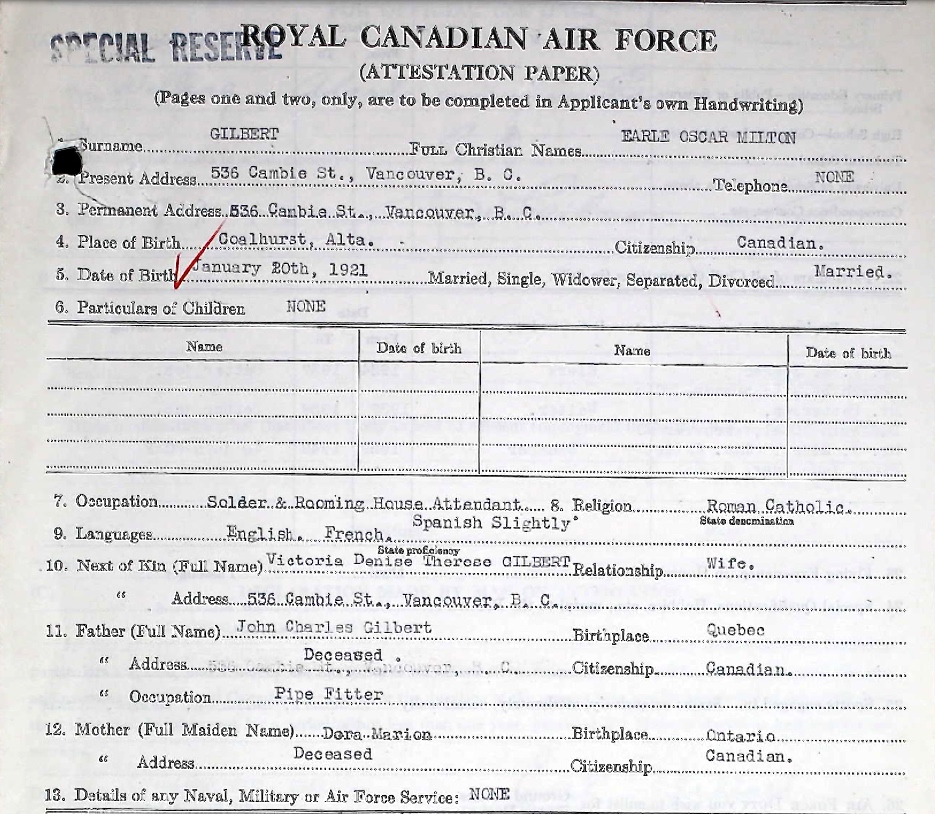 SPECIAL RESERVE
ROYAL CANADIAN AIR FORCE
(ATTESTATION PAPER)
(Pages one and two, only, are to be completed in Applicant's own Handwriting)
Surname GILBERT Full Christian Names EARLE OSCAR MILTON
2. Present Address 536 Cambie St., Vancouver, B. C. Telephone NONE
3. Permanent Address 536 Cambie St., Vancouver, B. C.
4. Place of Birth Coalhurst, Alta. Citizenship Canadian.
5. Date of Birth January 20th, 1921 Married, Single, Widower, Separated, Divorced Married.
6. Particulars of Children NONE
Name Date of birth Name Date of birth
7. Occupation Solder & Rooming House Attendant 8. Religion Roman Catholic.
State denomination
Spanish Slightly
9. Languages English. French.
State proficiency
10. Next of Kin (Full Name) Victoria Denise Therese GILBERT Relationship Wife.
" Address 536 Cambie St., Vancouver, B. C.
11. Father (Full Name) John Charles Gilbert Birthplace Quebec
Deceased.
" Address 536 Cambie St., Vancouver, B. C. Citizenship Canadian.
" Occupation Pipe Fitter
12. Mother (Full Maiden Name) Dora Marion Birthplace Ontario
" Address Deceased Citizenship Canadian.
13. Details of any Naval, Military or Air Force Service: NONE